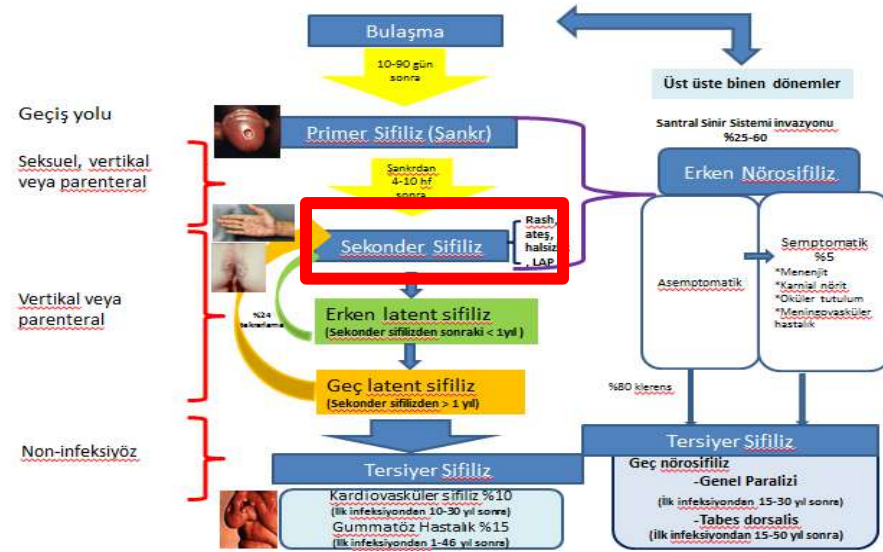 Bulaşma
10-90 gün
sonra
Üst üste binen dönemler
Geçiş yolu
Primer Sifiliz (Şankr)
Santral Sinir Sistemi invazyonu
%25-60
Seksuel, vertikal
veya parenteral
Şankrdan
4-10 hf
sonra
Erken Nörosifiliz
Sekonder Sifiliz
Rash,
ateş,
halsiz
, LAP
Asemptomatik
Semptomatik
%5
*Menenjit
*Karnial nörit
*Oküler tutulum
*Meningovasküler
hastalık
Vertikal veya
parenteral
%24
tekrarlama
Erken latent sifiliz
(Sekonder sifilizden sonraki < 1yıl)
Geç latent sifiliz
(Sekonder sifilizden > 1 yıl)
%80 klerens
Non-infeksiyöz
Tersiyer Sifiliz
Kardiovasküler sifiliz %10
(İlk infeksiyondan 10-30 yıl sonra)
Gummatöz Hastalık %15
(İlk infeksiyondan 1-46 yıl sonra)
Tersiyer Sifiliz
Geç nörosifiliz
-Genel Paralizi
(İlk infeksiyondan 15-30 yıl sonra)
-Tabes dorsalis
(İlk infeksiyondan 15-50 yıl sonra)